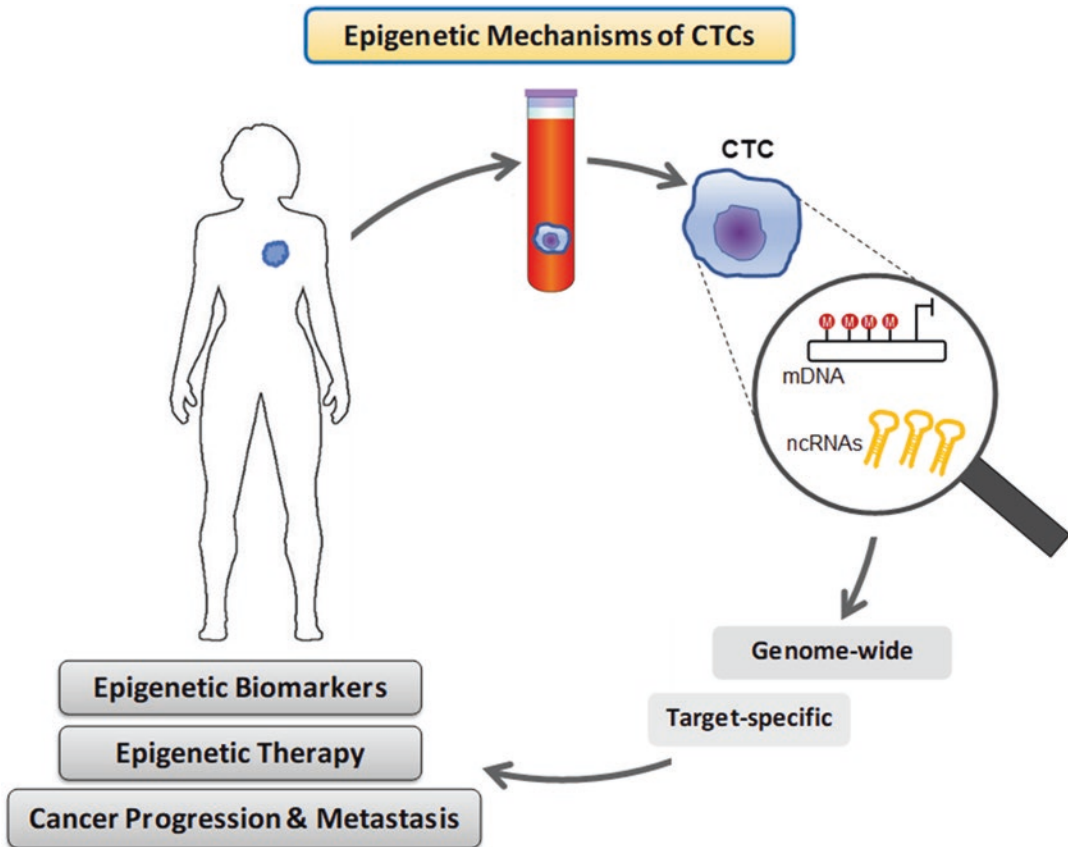 Epigenetic Mechanisms of CTCs
CTC
M M M M
mDNA
ncRNAs
Genome-wide
Target-specific
Epigenetic Biomarkers
Epigenetic Therapy
Cancer Progression & Metastasis